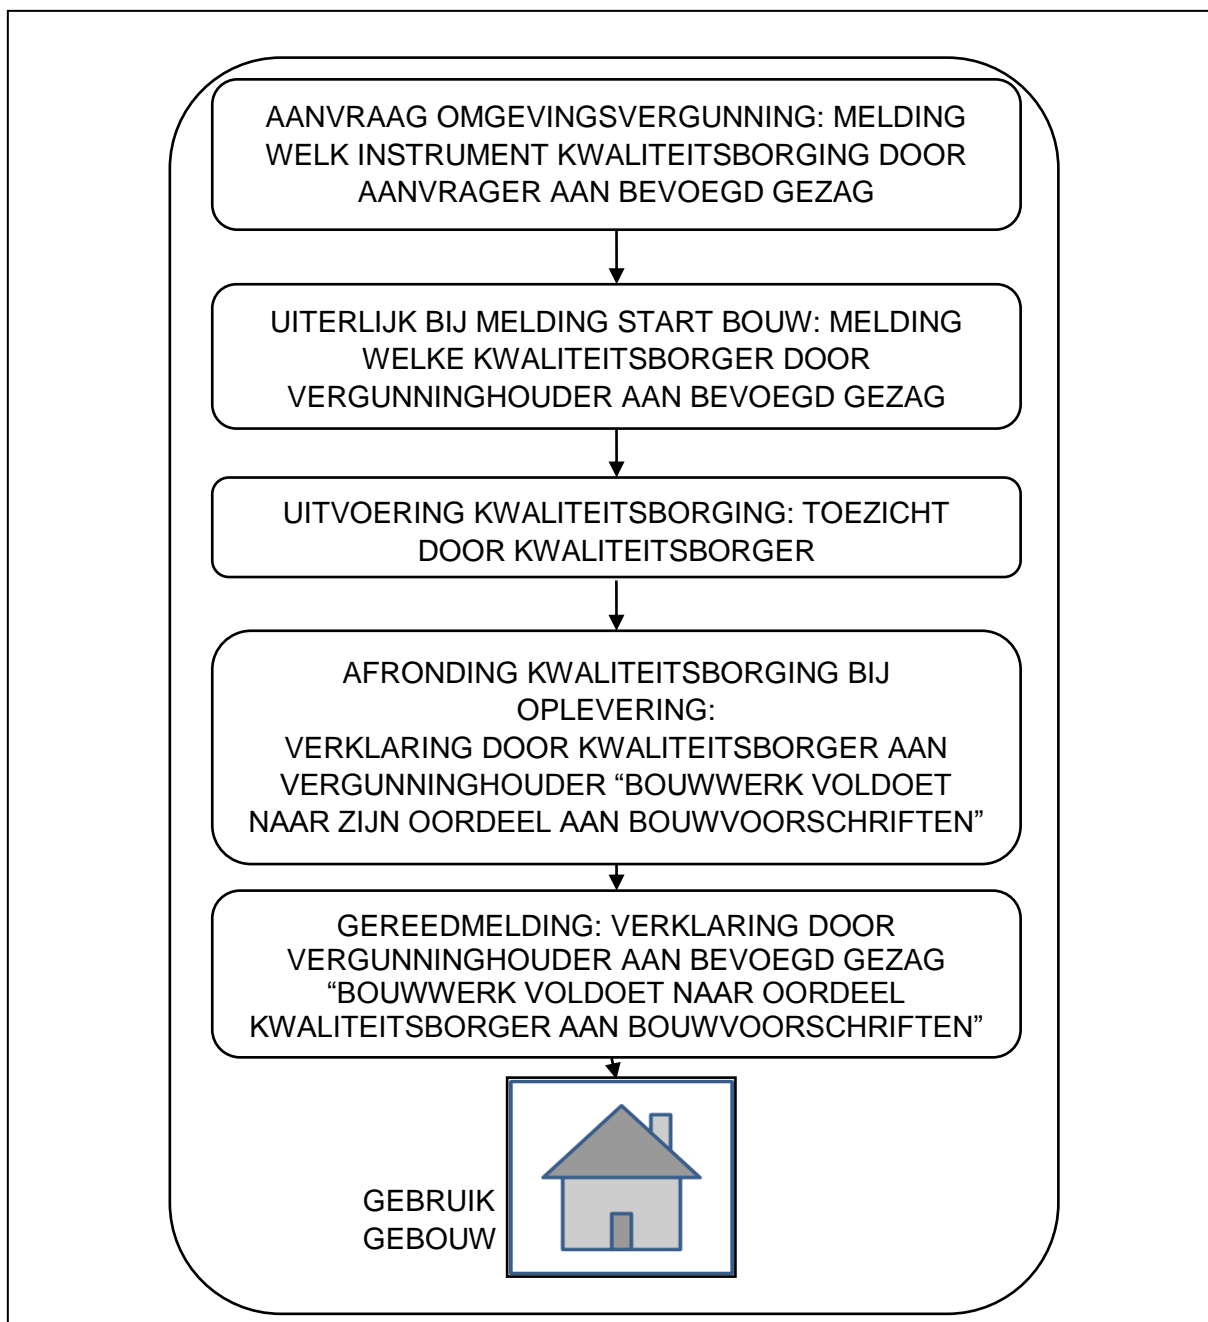 AANVRAAG OMGEVINGSVERGUNNING: MELDING
WELK INSTRUMENT KWALITEITSBORGING DOOR
AANVRAGER AAN BEVOEGD GEZAG
UITERLIJK BIJ MELDING START BOUW: MELDING
WELKE KWALITEITSBORGER DOOR
VERGUNNINGHOUDER AAN BEVOEGD GEZAG
UITVOERING KWALITEITSBORGING: TOEZICHT
DOOR KWALITEITSBORGER
AFRONDING KWALITEITSBORGING BIJ
OPLEVERING:
VERKLARING DOOR KWALITEITSBORGER AAN
VERGUNNINGHOUDER “BOUWWERK VOLDOET
NAAR ZIJN OORDEEL AAN BOUWVOORSCHRIFTEN”
GEREEDMELDING: VERKLARING DOOR
VERGUNNINGHOUDER AAN BEVOEGD GEZAG
“BOUWWERK VOLDOET NAAR OORDEEL
KWALITEITSBORGER AAN BOUWVOORSCHRIFTEN”
GEBRUIK
GEBOUW